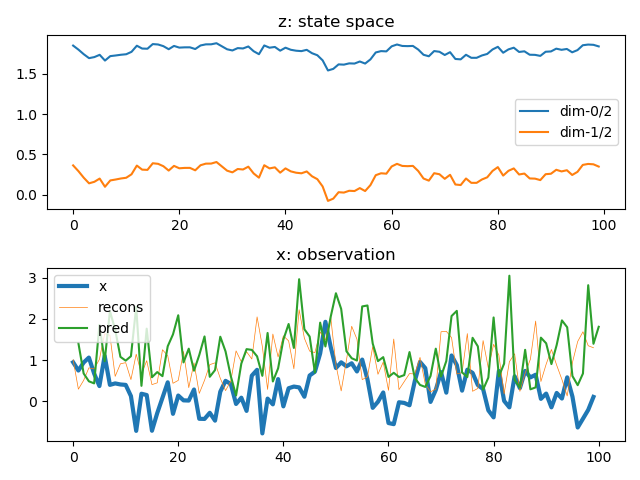 z: state space
1.5
1.0
0.5
0.0
dim-0/2
dim-1/2
0 20 40 60 80 100
x: observation
3
2
1
0
x
recons
pred
0 20 40 60 80 100